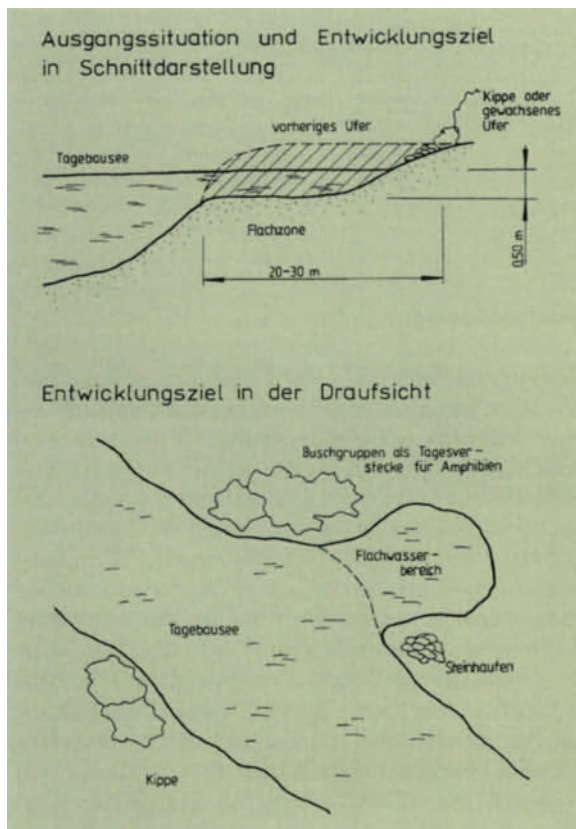 Ausgangssituation und Entwicklungsziel
in Schnittdarstellung
Kippe oder
gewachsenes
Ufer
vorheriges Ufer
Tagebausee
Flachzone
20-30 m
0,50 m
Entwicklungsziel in der Draufsicht
Buschgruppen als Tagesver-
stecke für Amphibien
Flachwasser-
bereich
Tagebausee
Steinhaufen
Kippe